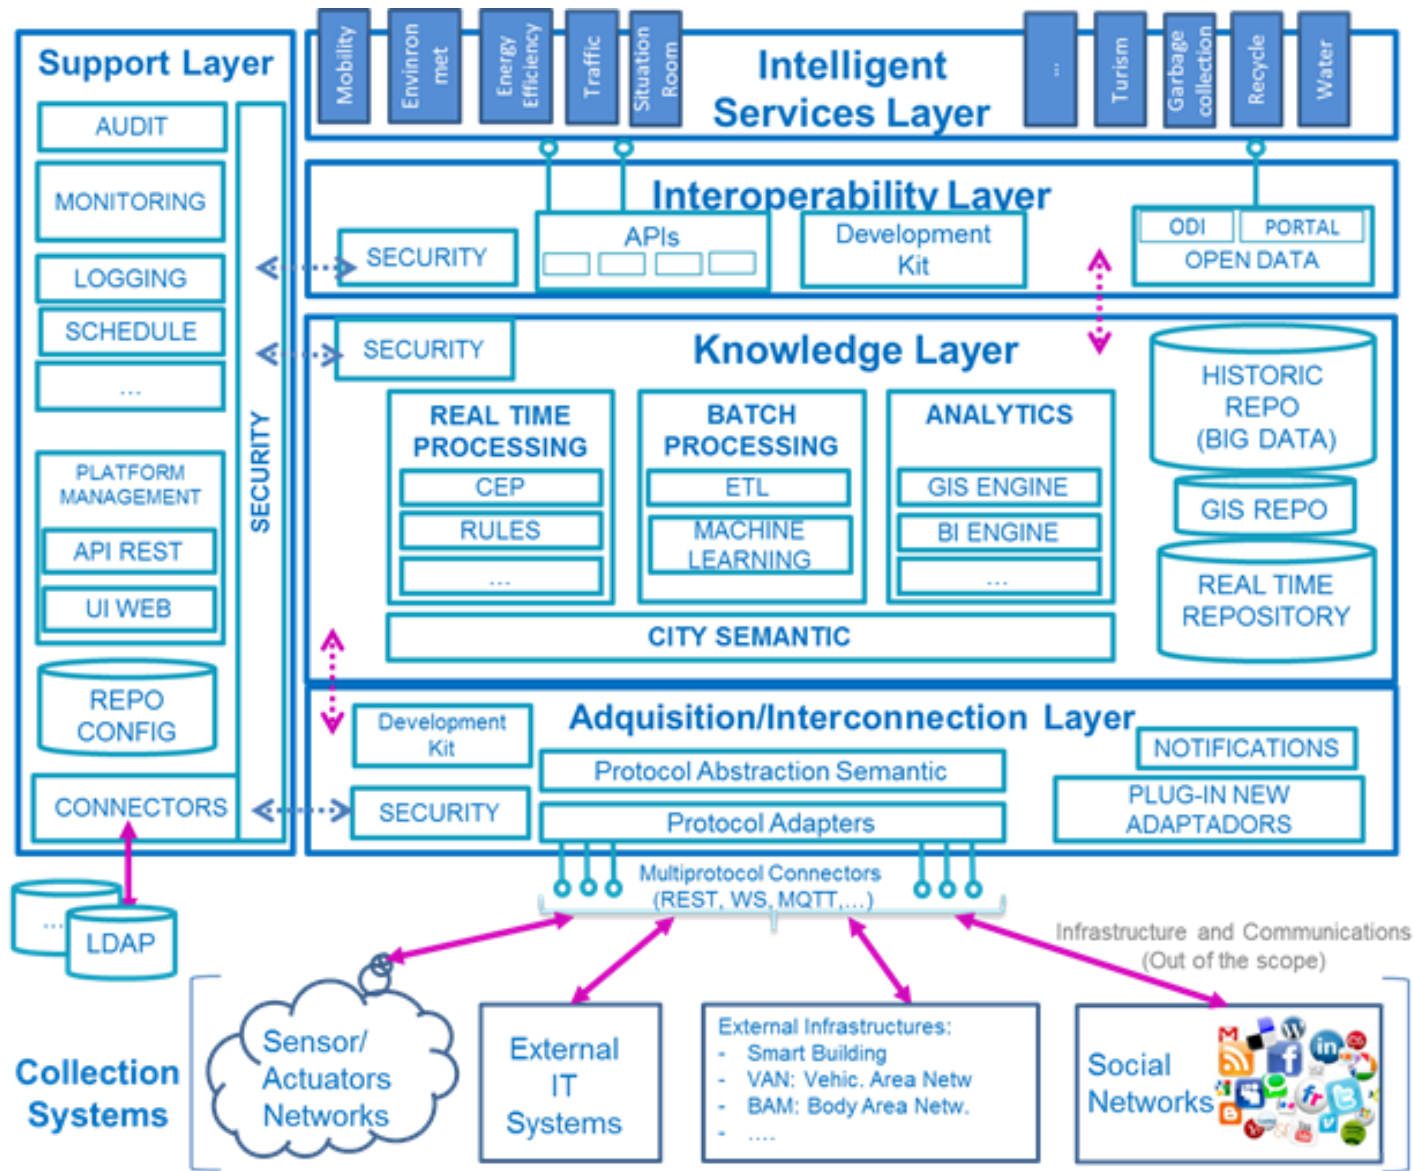 Support Layer
AUDIT
MONITORING
LOGGING
SCHEDULE
...
PLATFORM
MANAGEMENT
API REST
UI WEB
REPO
CONFIG
CONNECTORS
SECURITY
...
LDAP
Mobility
Environ
met
Energy
Efficiency
Traffic
Situation
Room
Intelligent
Services Layer
...
Turism
Garbage
collection
Recycle
Water
Interoperability Layer
SECURITY
APIs
Development
Kit
ODI
PORTAL
OPEN DATA
SECURITY
Knowledge Layer
REAL TIME
PROCESSING
CEP
RULES
...
BATCH
PROCESSING
ETL
MACHINE
LEARNING
ANALYTICS
GIS ENGINE
BI ENGINE
...
CITY SEMANTIC
HISTORIC
REPO
(BIG DATA)
GIS REPO
REAL TIME
REPOSITORY
Adquisition/Interconnection Layer
Development
Kit
SECURITY
Protocol Abstraction Semantic
Protocol Adapters
NOTIFICATIONS
PLUG-IN NEW
ADAPTADORS
Multiprotocol Connectors
(REST, WS, MQTT,...)
Infrastructure and Communications
(Out of the scope)
Collection
Systems
Sensor/
Actuators
Networks
External
IT
Systems
External Infrastructures:
- Smart Building
- VAN: Vehic. Area Netw
- BAM: Body Area Netw.
- ....
Social
Networks